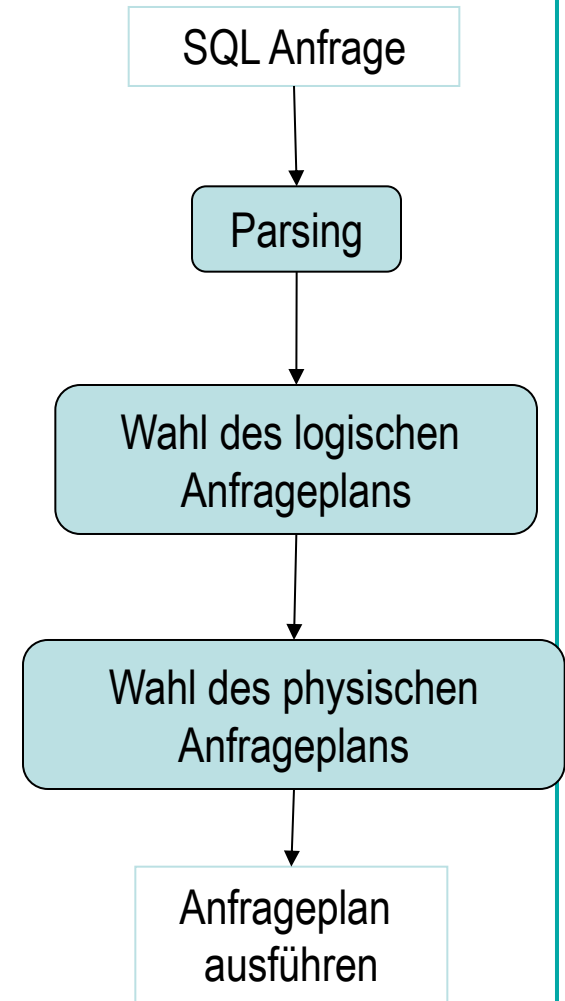 SQL Anfrage
Parsing
Wahl des logischen
Anfrageplans
Wahl des physischen
Anfrageplans
Anfrageplan
ausführen